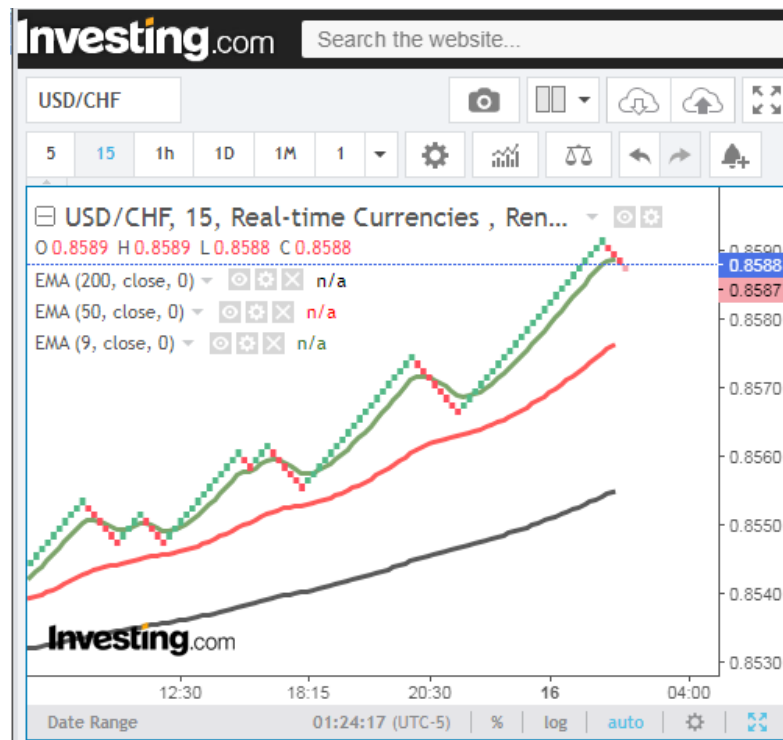 Investing.com Search the website...
USD/CHF
5 15 1h 1D 1M 1
USD/CHF, 15, Real-time Currencies , Ren...
O 0.8589 H 0.8589 L 0.8588 C 0.8588
EMA (200, close, 0) n/a
EMA (50, close, 0) n/a
EMA (9, close, 0) n/a
0.8590
0.8588
0.8587
0.8580
0.8570
0.8560
0.8550
0.8540
0.8530
Investing.com
12:30 18:15 20:30 16 04:00
Date Range 01:24:17 (UTC-5) % log auto